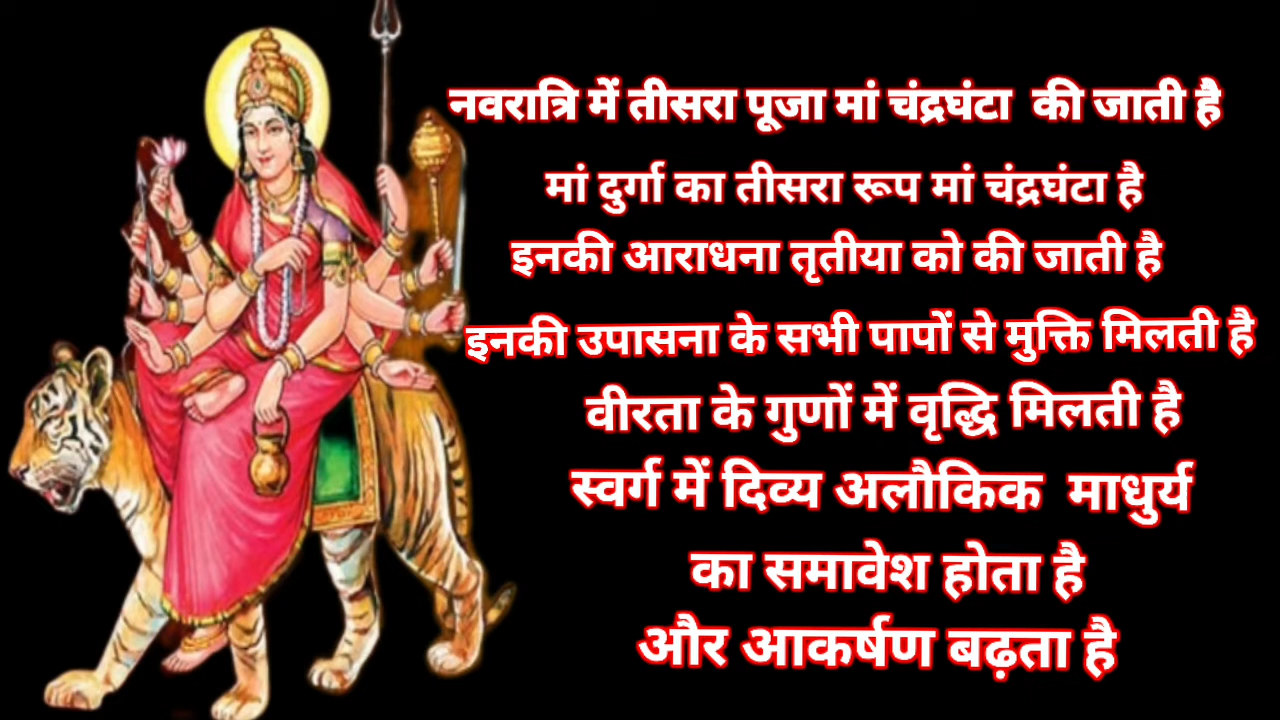 नवरात्रि में तीसरा पूजा मां चंद्रघंटा की जाती है
मां दुर्गा का तीसरा रूप मां चंद्रघंटा है
इनकी आराधना तृतीया को की जाती है
इनकी उपासना के सभी पापों से मुक्ति मिलती है
वीरता के गुणों में वृद्धि मिलती है
स्वर्ग में दिव्य अलौकिक माधुर्य
का समावेश होता है
और आकर्षण बढ़ता है